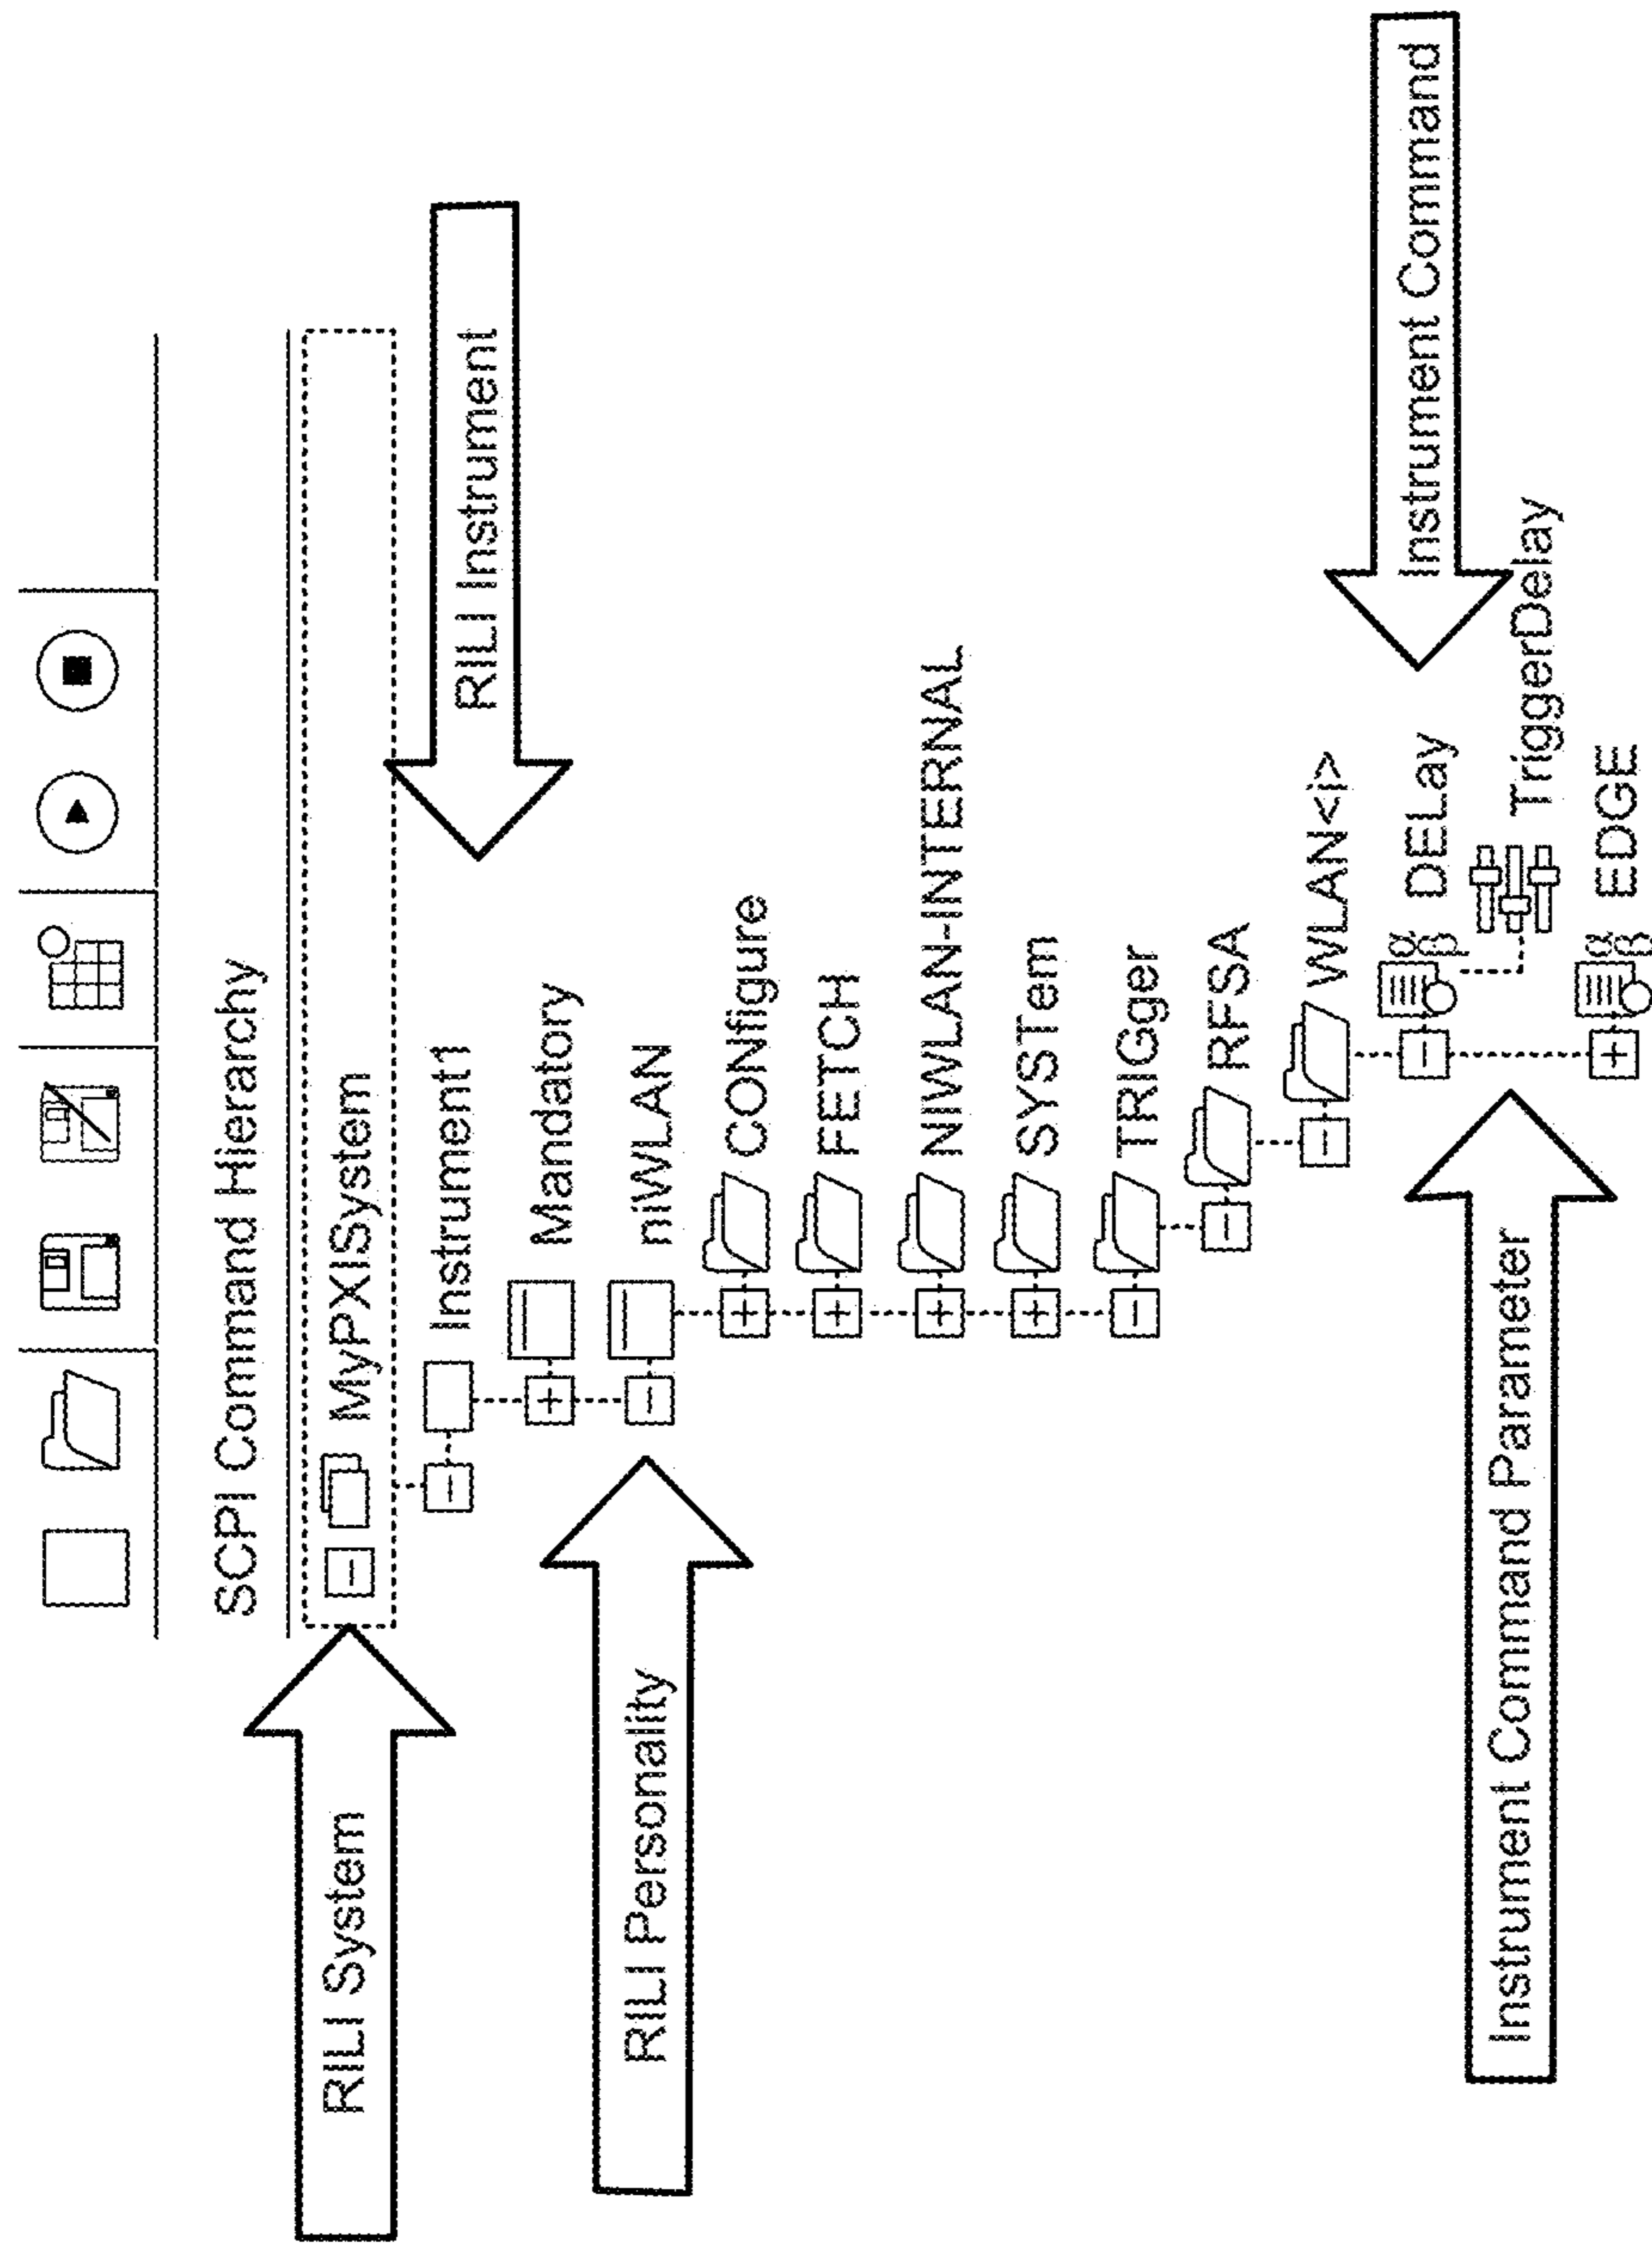 SCPI Command Hierarchy
RILI System
MyPXISystem
Instrument1
RILI Instrument
Mandatory
RILI Personality
niWLAN
CONfigure
FETCH
NIWLAN-INTERNAL
SYSTem
TRIGger
RFSA
WLAN<i>
α
β
DELay
Instrument Command
Instrument Command Parameter
TriggerDelay
α
β
EDGE